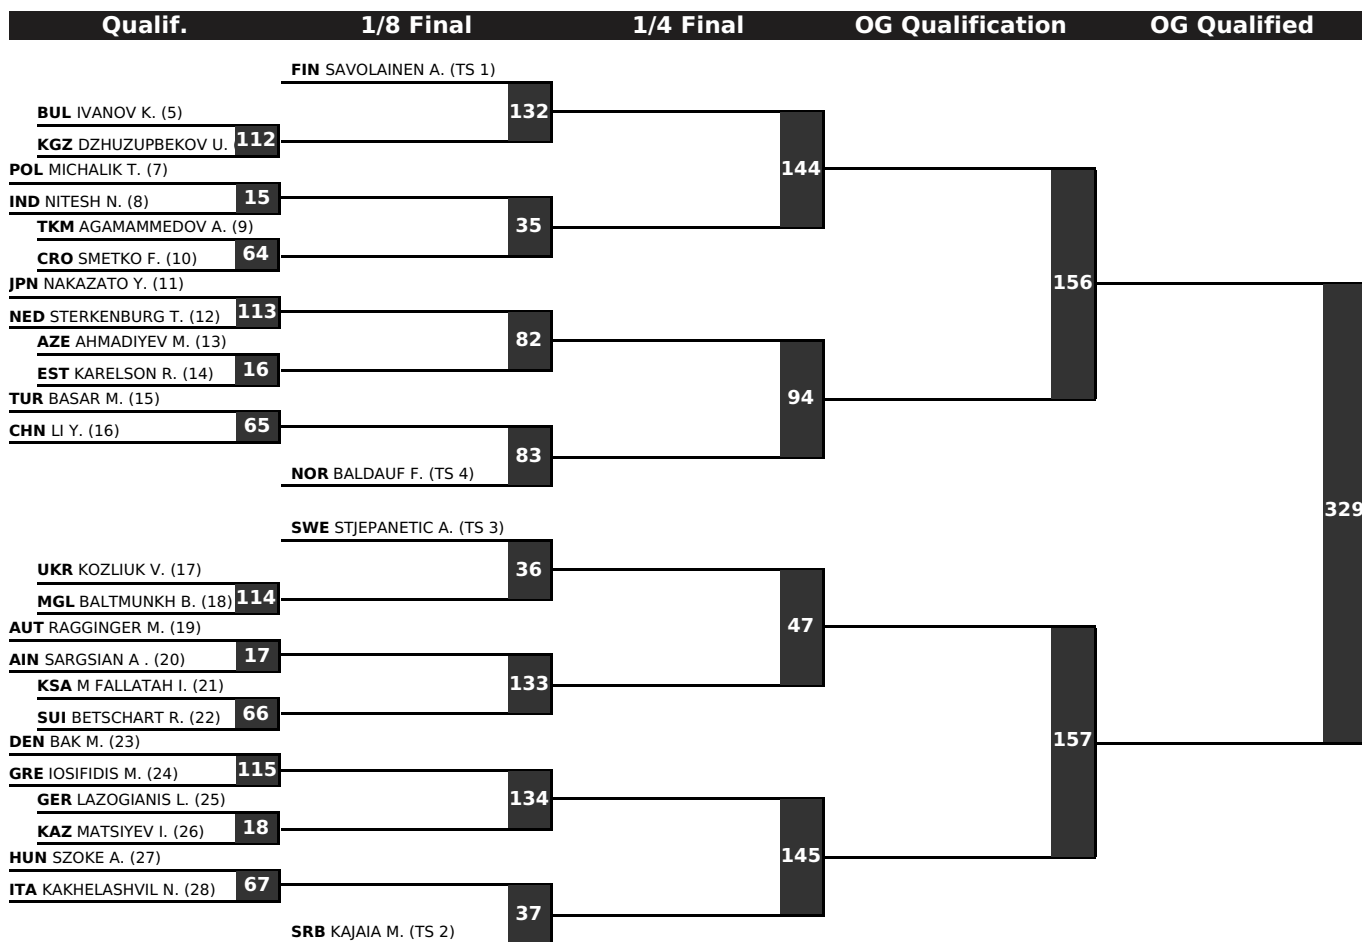 Qualif. 1/8 Final 1/4 Final OG Qualification OG Qualified
FIN SAVOLAINEN A. (TS 1)
132
BUL IVANOV K. (5)
112
KGZ DZHUZUPBEKOV U.
144
POL MICHALIK T. (7)
15
IND NITESH N. (8)
35
TKM AGAMAMMEDOV A. (9)
64
CRO SMETKO F. (10)
156
JPN NAKAZATO Y. (11)
113
NED STERKENBURG T. (12)
82
AZE AHMADIYEV M. (13)
16
EST KARELSON R. (14)
94
TUR BASAR M. (15)
65
CHN LI Y. (16)
83
NOR BALDAUF F. (TS 4)
329
SWE STJEPANETIC A. (TS 3)
36
UKR KOZLIUK V. (17)
114
MGL BALTMUNKH B. (18)
47
AUT RAGGINGER M. (19)
17
AIN SARGSIAN A . (20)
133
KSA M FALLATAH I. (21)
66
SUI BETSCHART R. (22)
157
DEN BAK M. (23)
115
GRE IOSIFIDIS M. (24)
134
GER LAZOGIANIS L. (25)
18
KAZ MATSIYEV I. (26)
145
HUN SZOKE A. (27)
67
ITA KAKHELASHVIL N. (28)
37
SRB KAJAIA M. (TS 2)